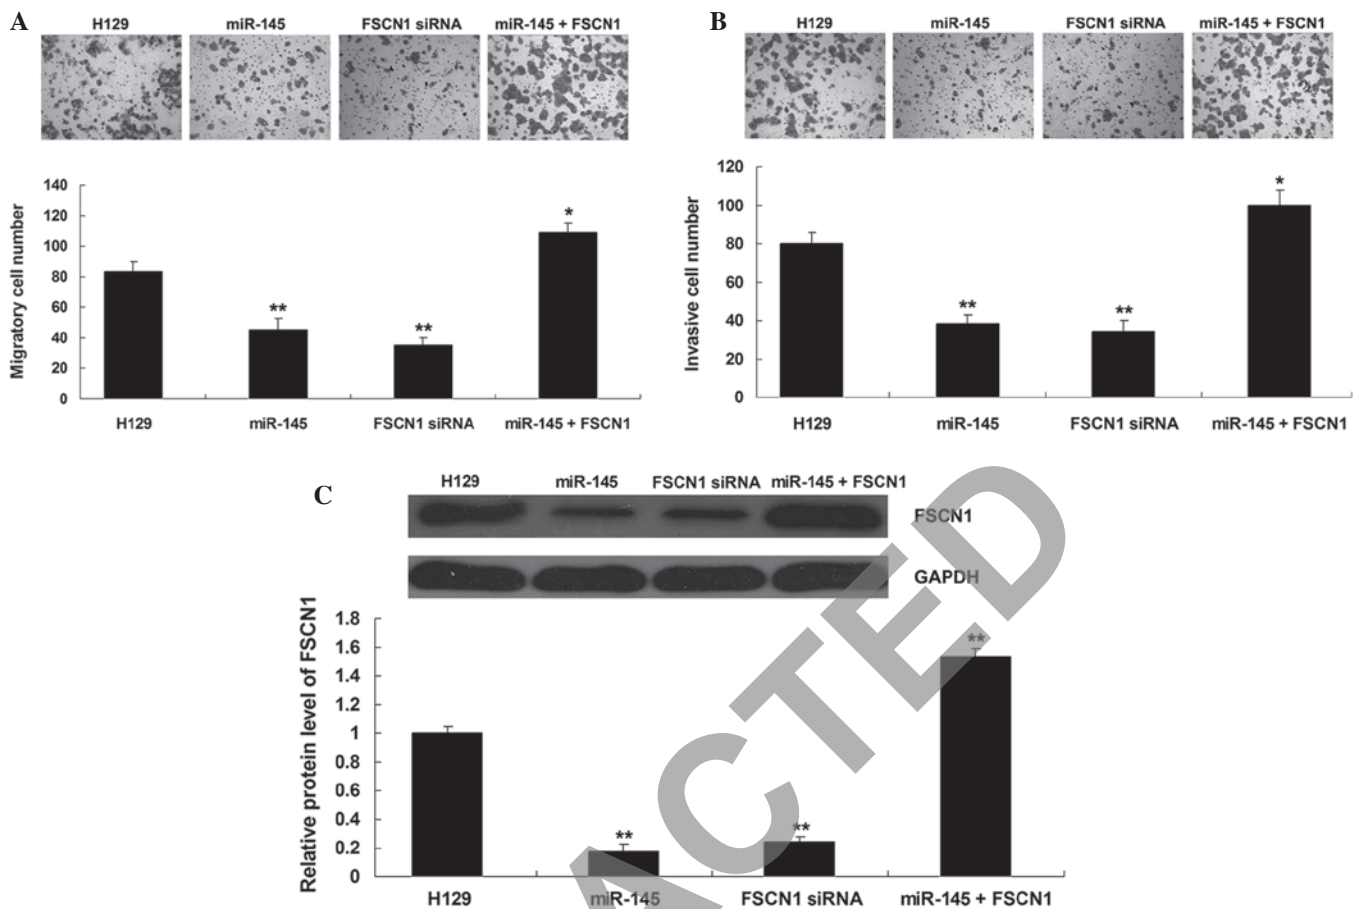 A
H129 miR-145 FSCN1 siRNA miR-145 + FSCN1
Migratory cell number
140
120
100
80
60
40
20
0
**
**
*
H129 miR-145 FSCN1 siRNA miR-145 + FSCN1
B
H129 miR-145 FSCN1 siRNA miR-145 + FSCN1
Invasive cell number
120
100
80
60
40
20
0
**
**
*
H129 miR-145 FSCN1 siRNA miR-145 + FSCN1
C
H129 miR-145 FSCN1 siRNA miR-145 + FSCN1
FSCN1
GAPDH
Relative protein level of FSCN1
1.8
1.6
1.4
1.2
1
0.8
0.6
0.4
0.2
0
**
**
**
H129 miR-145 FSCN1 siRNA miR-145 + FSCN1
ACTED